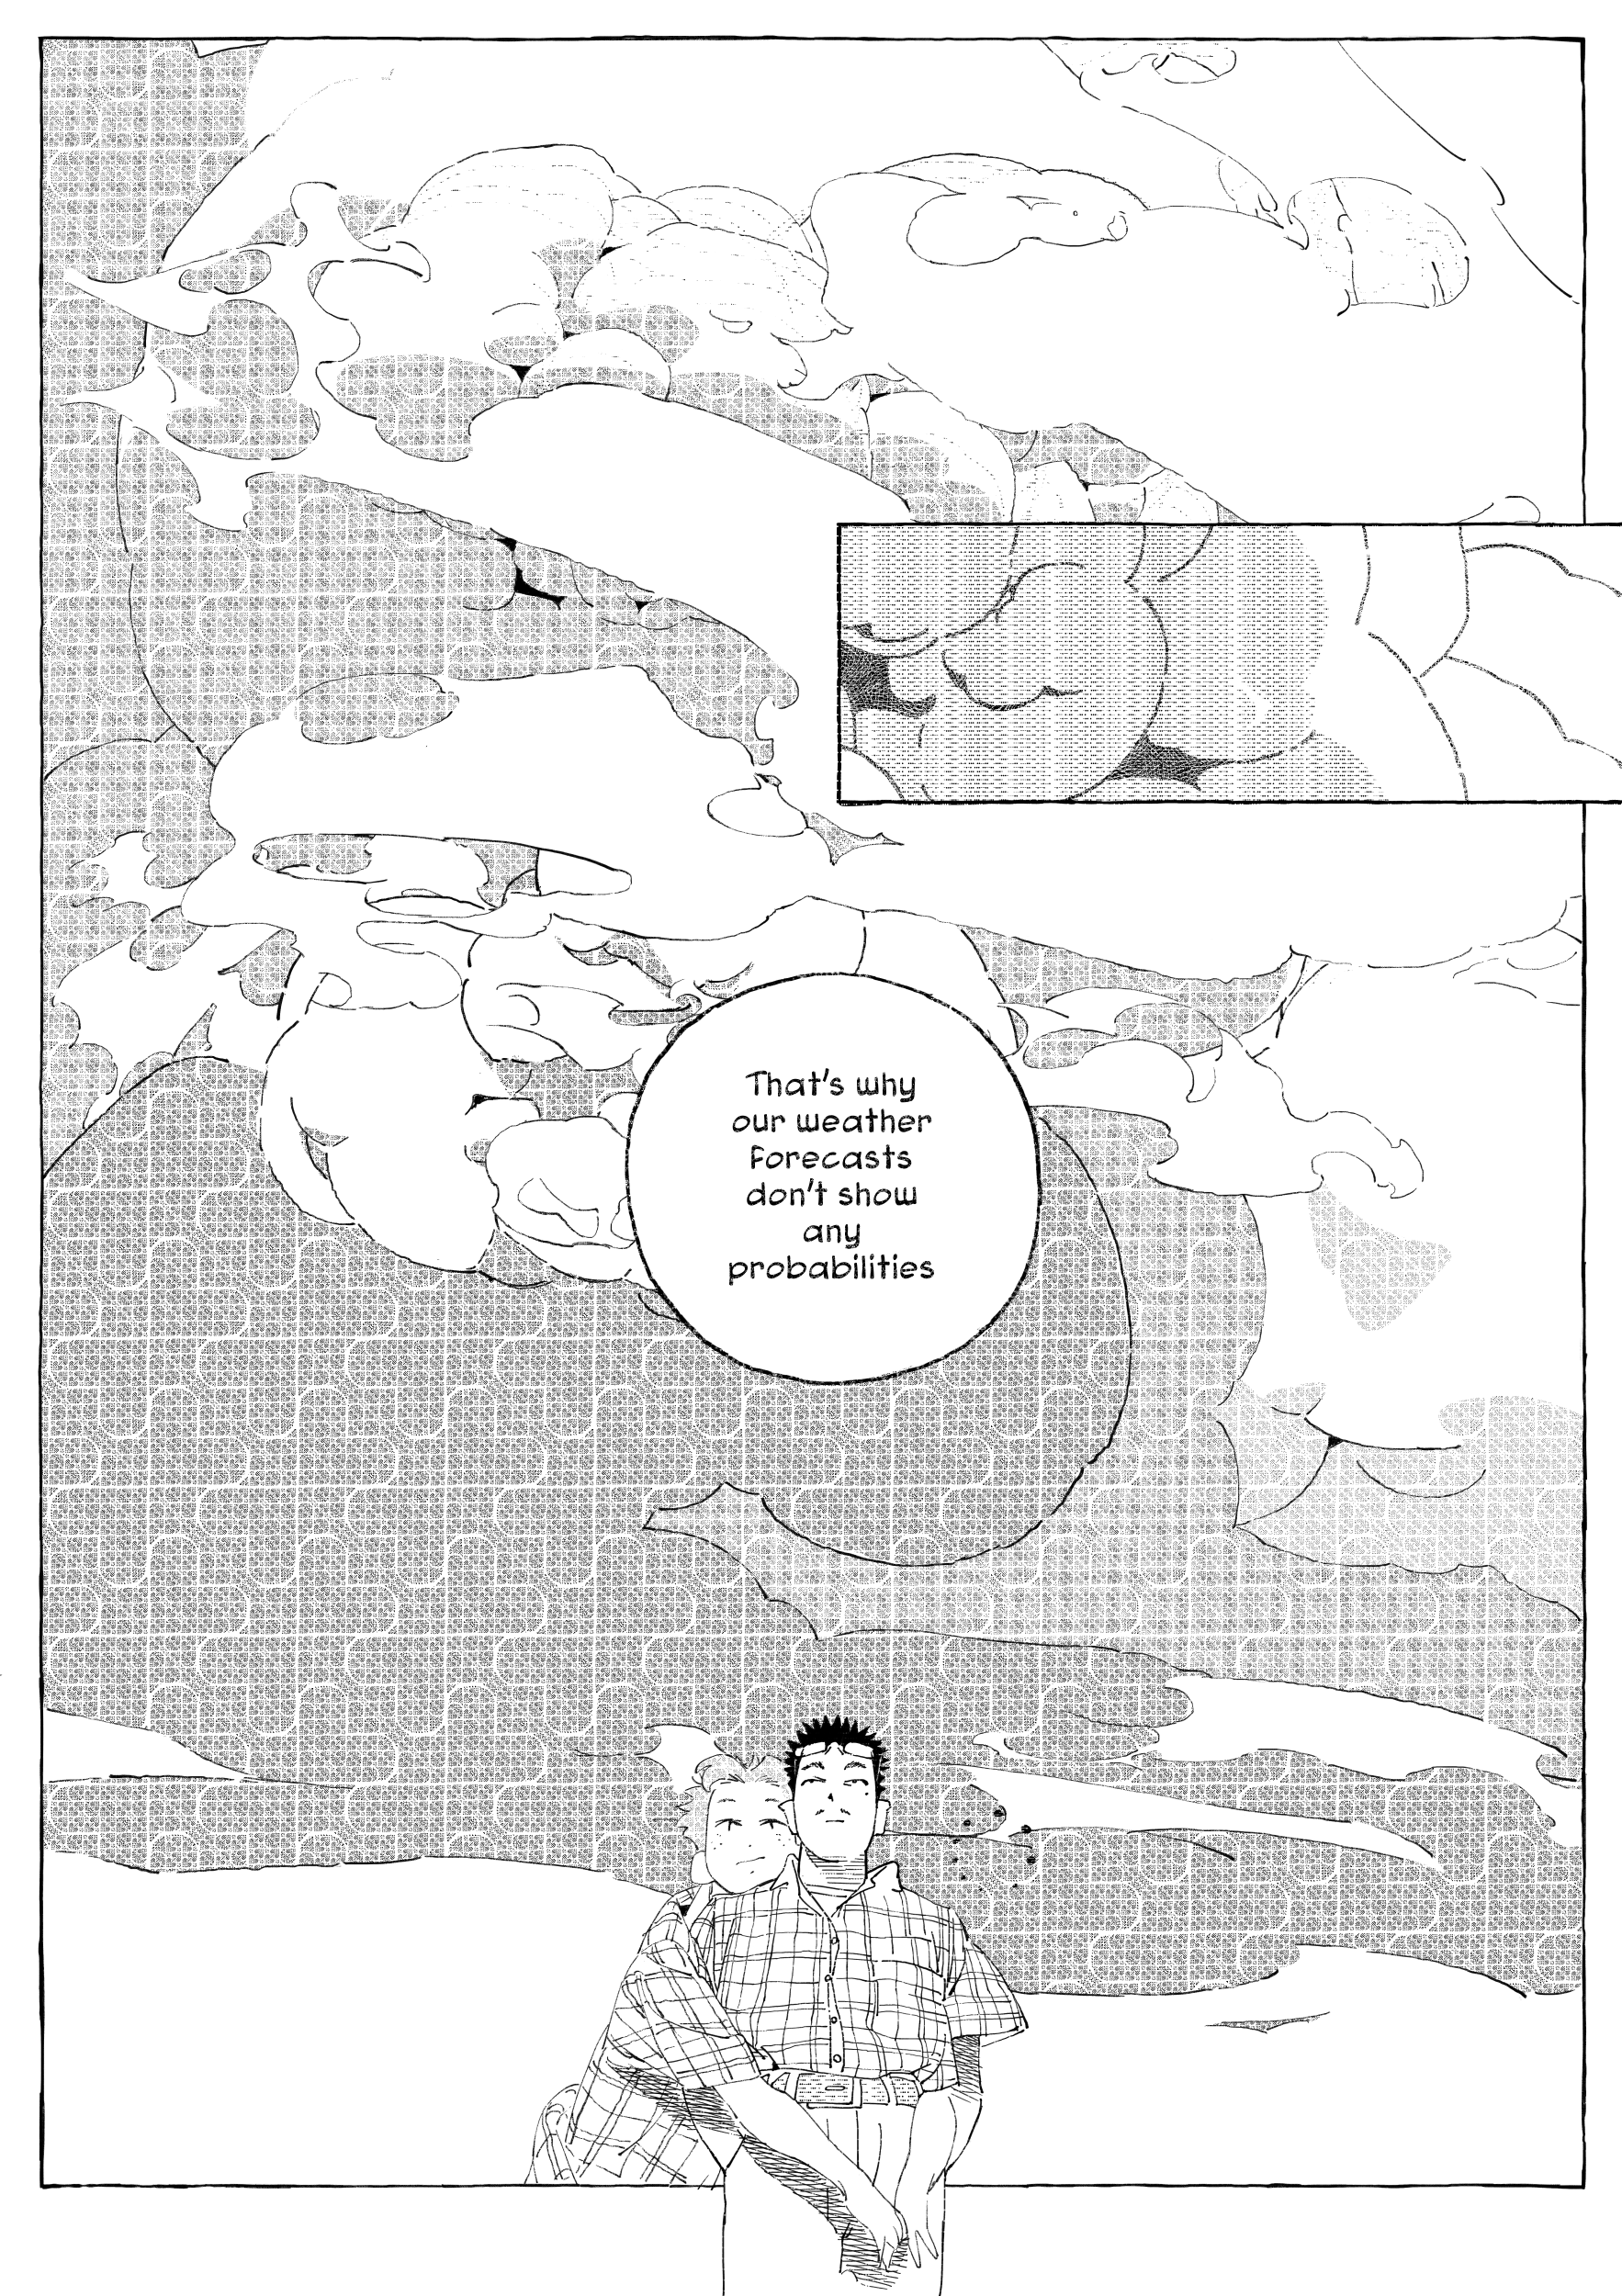 That's why
our weather
forecasts
don't show
any
probabilities